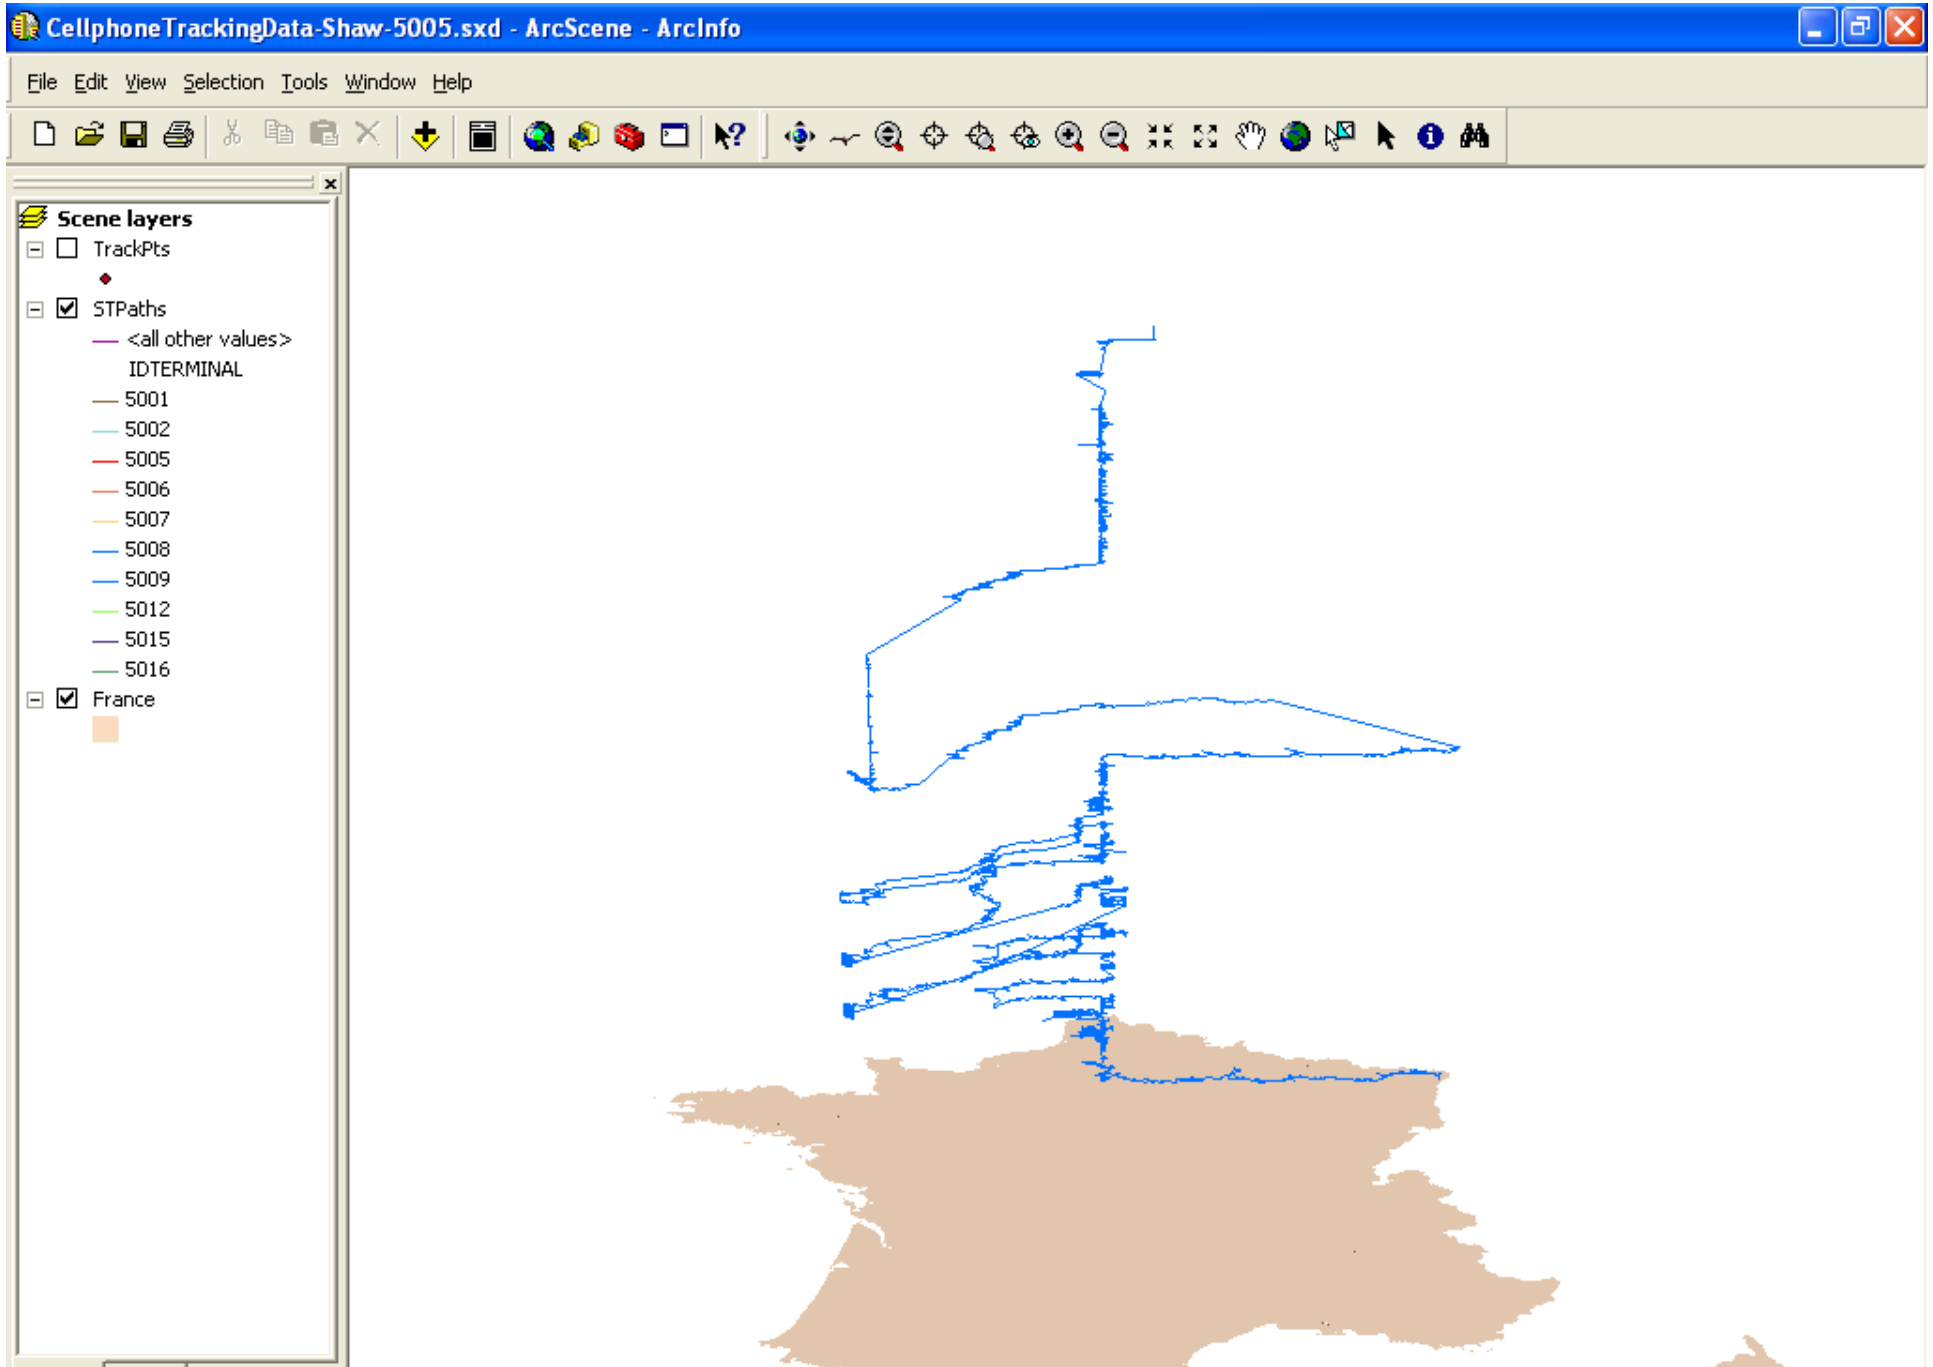 CellphoneTrackingData-Shaw-5005.sxd - ArcScene - ArcInfo
File Edit View Selection Tools Window Help
Scene layers
TrackPts
STPaths
<all other values>
IDTERMINAL
5001
5002
5005
5006
5007
5008
5009
5012
5015
5016
France